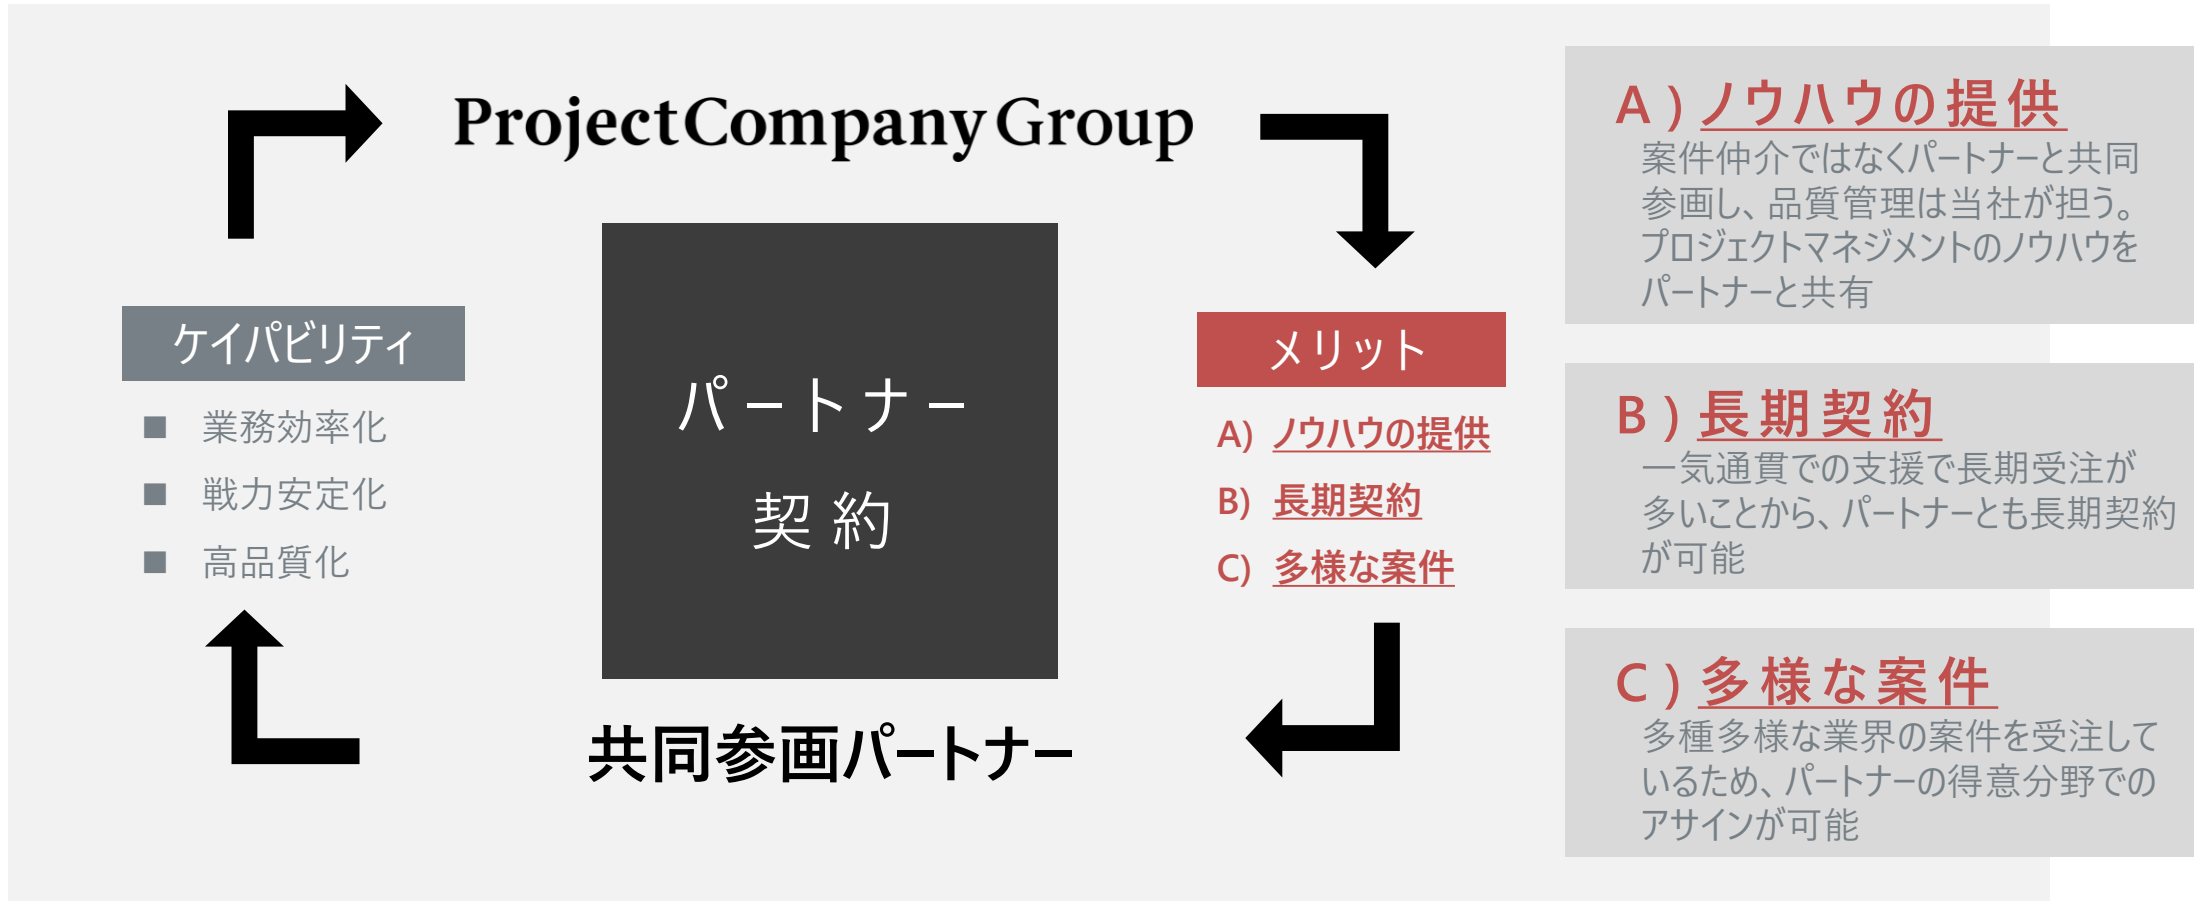 ProjectCompany Group
ケイパビリティ
■ 業務効率化
■ 戦力安定化
■ 高品質化
パートナー
契約
共同参画パートナー
メリット
A) ノウハウの提供
B) 長期契約
C) 多様な案件
A)ノウハウの提供
案件仲介ではなくパートナーと共同
参画し、品質管理は当社が担う。
プロジェクトマネジメントのノウハウを
パートナーと共有
B)長期契約
一気通貫での支援で長期受注が
多いことから、パートナーとも長期契約
が可能
C)多様な案件
多種多様な業界の案件を受注して
いるため、パートナーの得意分野での
アサインが可能